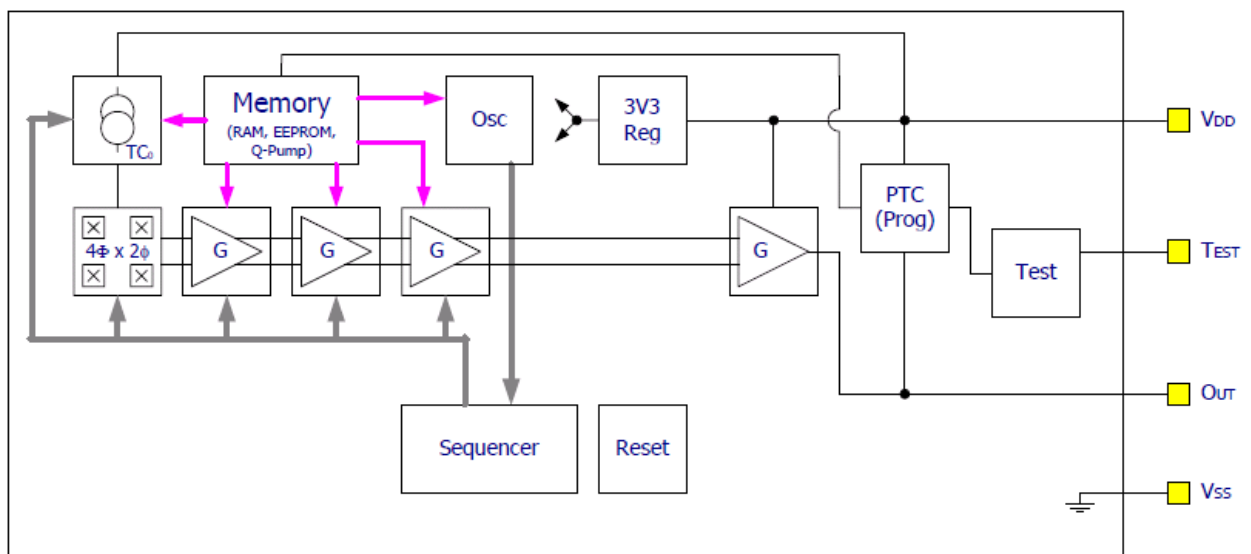 Memory
(RAM, EEPROM,
Q-Pump)
TC0
Osc
3V3
Reg
VDD
PTC
(Prog)
4Φ x 2ϕ
G
G
G
G
TEST
Test
OUT
Sequencer
Reset
VSS